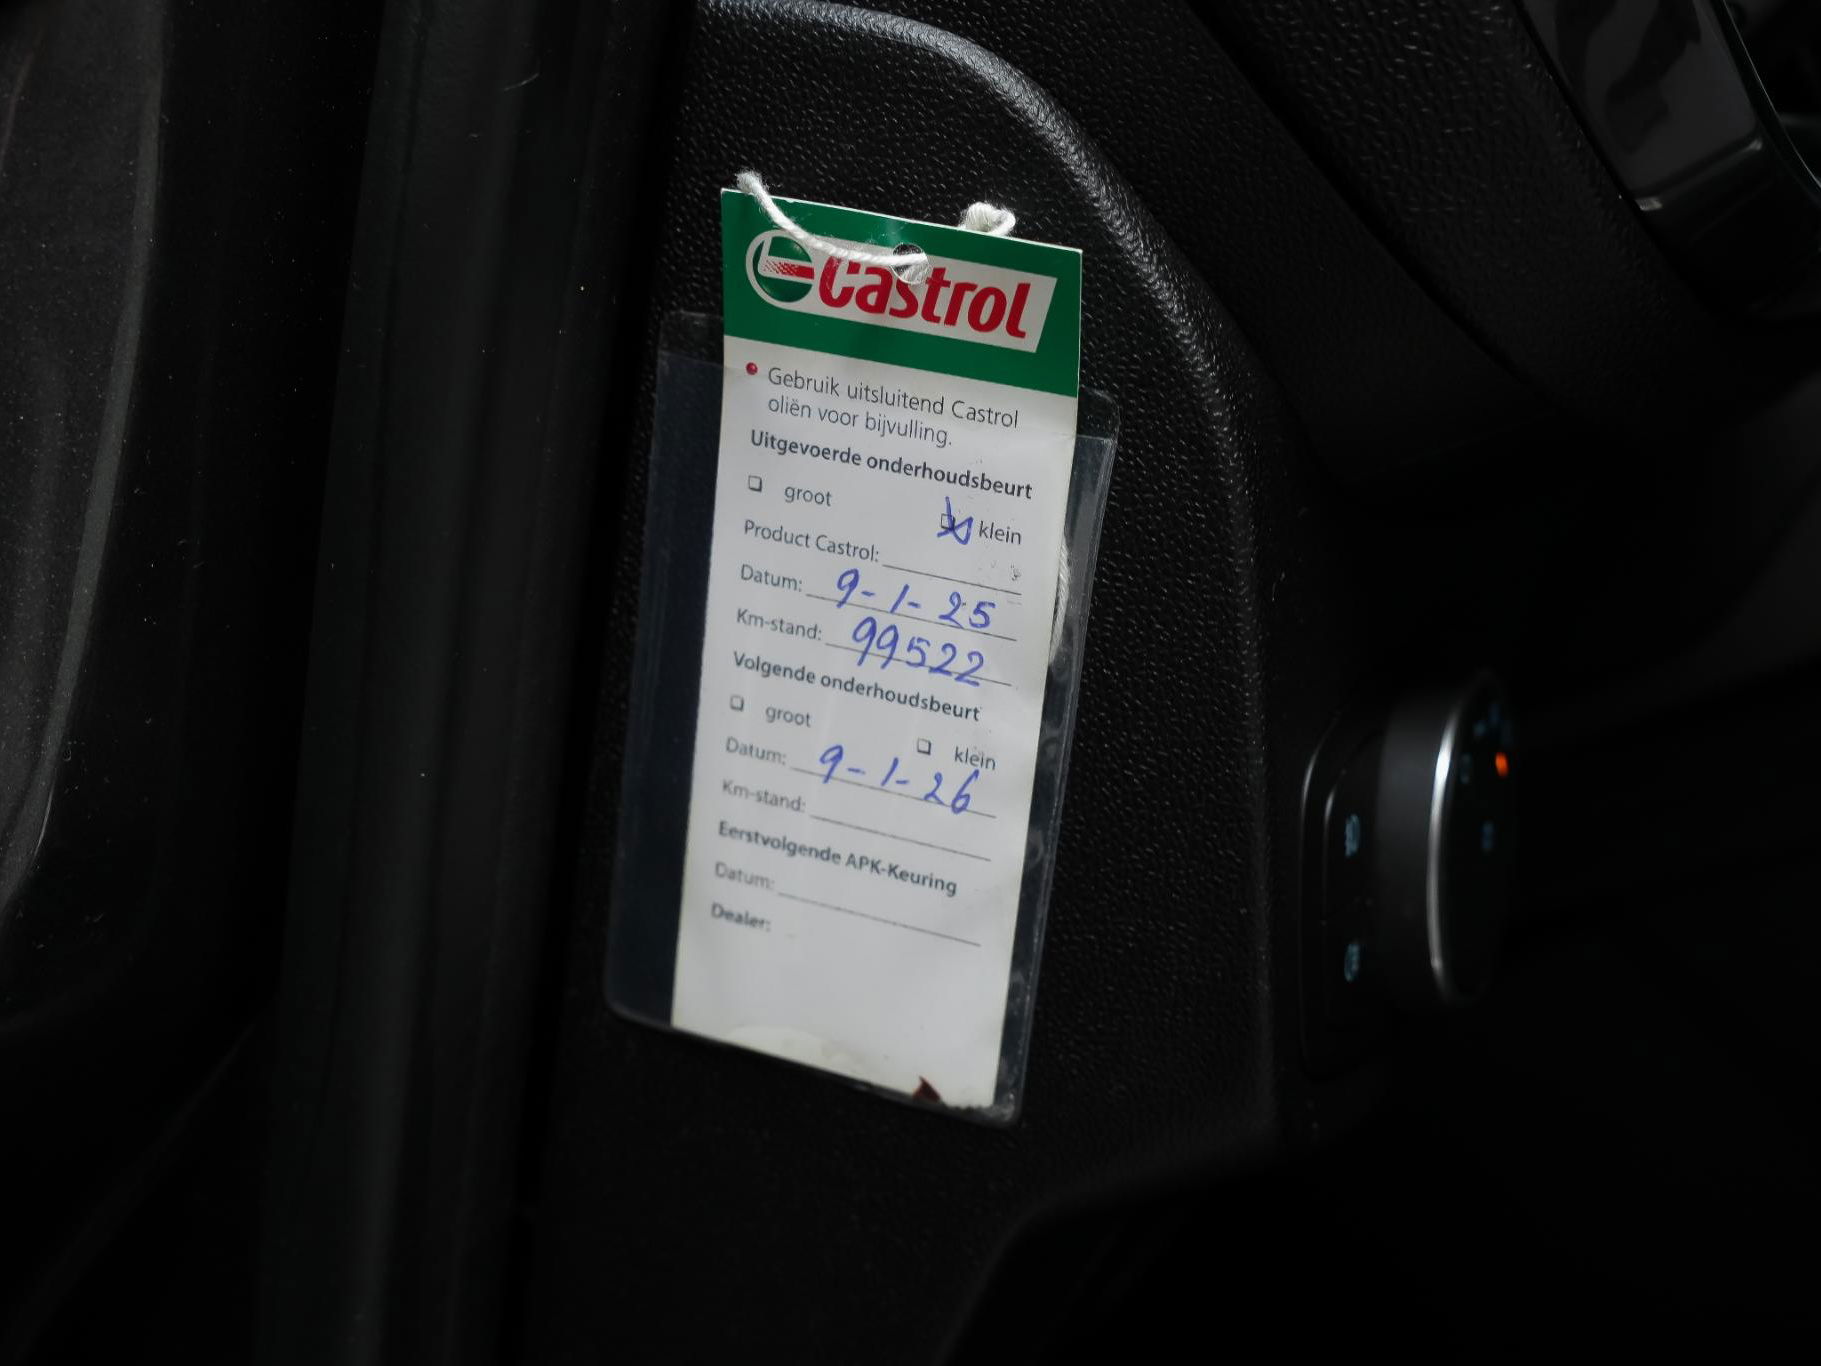 Castrol
Gebruik uitsluitend Castrol
oliën voor bijvulling.
Uitgevoerde onderhoudsbeurt
groot klein
Product Castrol:
Datum: 9-1-25
Km-stand: 99522
Volgende onderhoudsbeurt
groot klein
Datum: 9-1-26
Km-stand:
Eerstvolgende APK-Keuring
Datum:
Dealer: